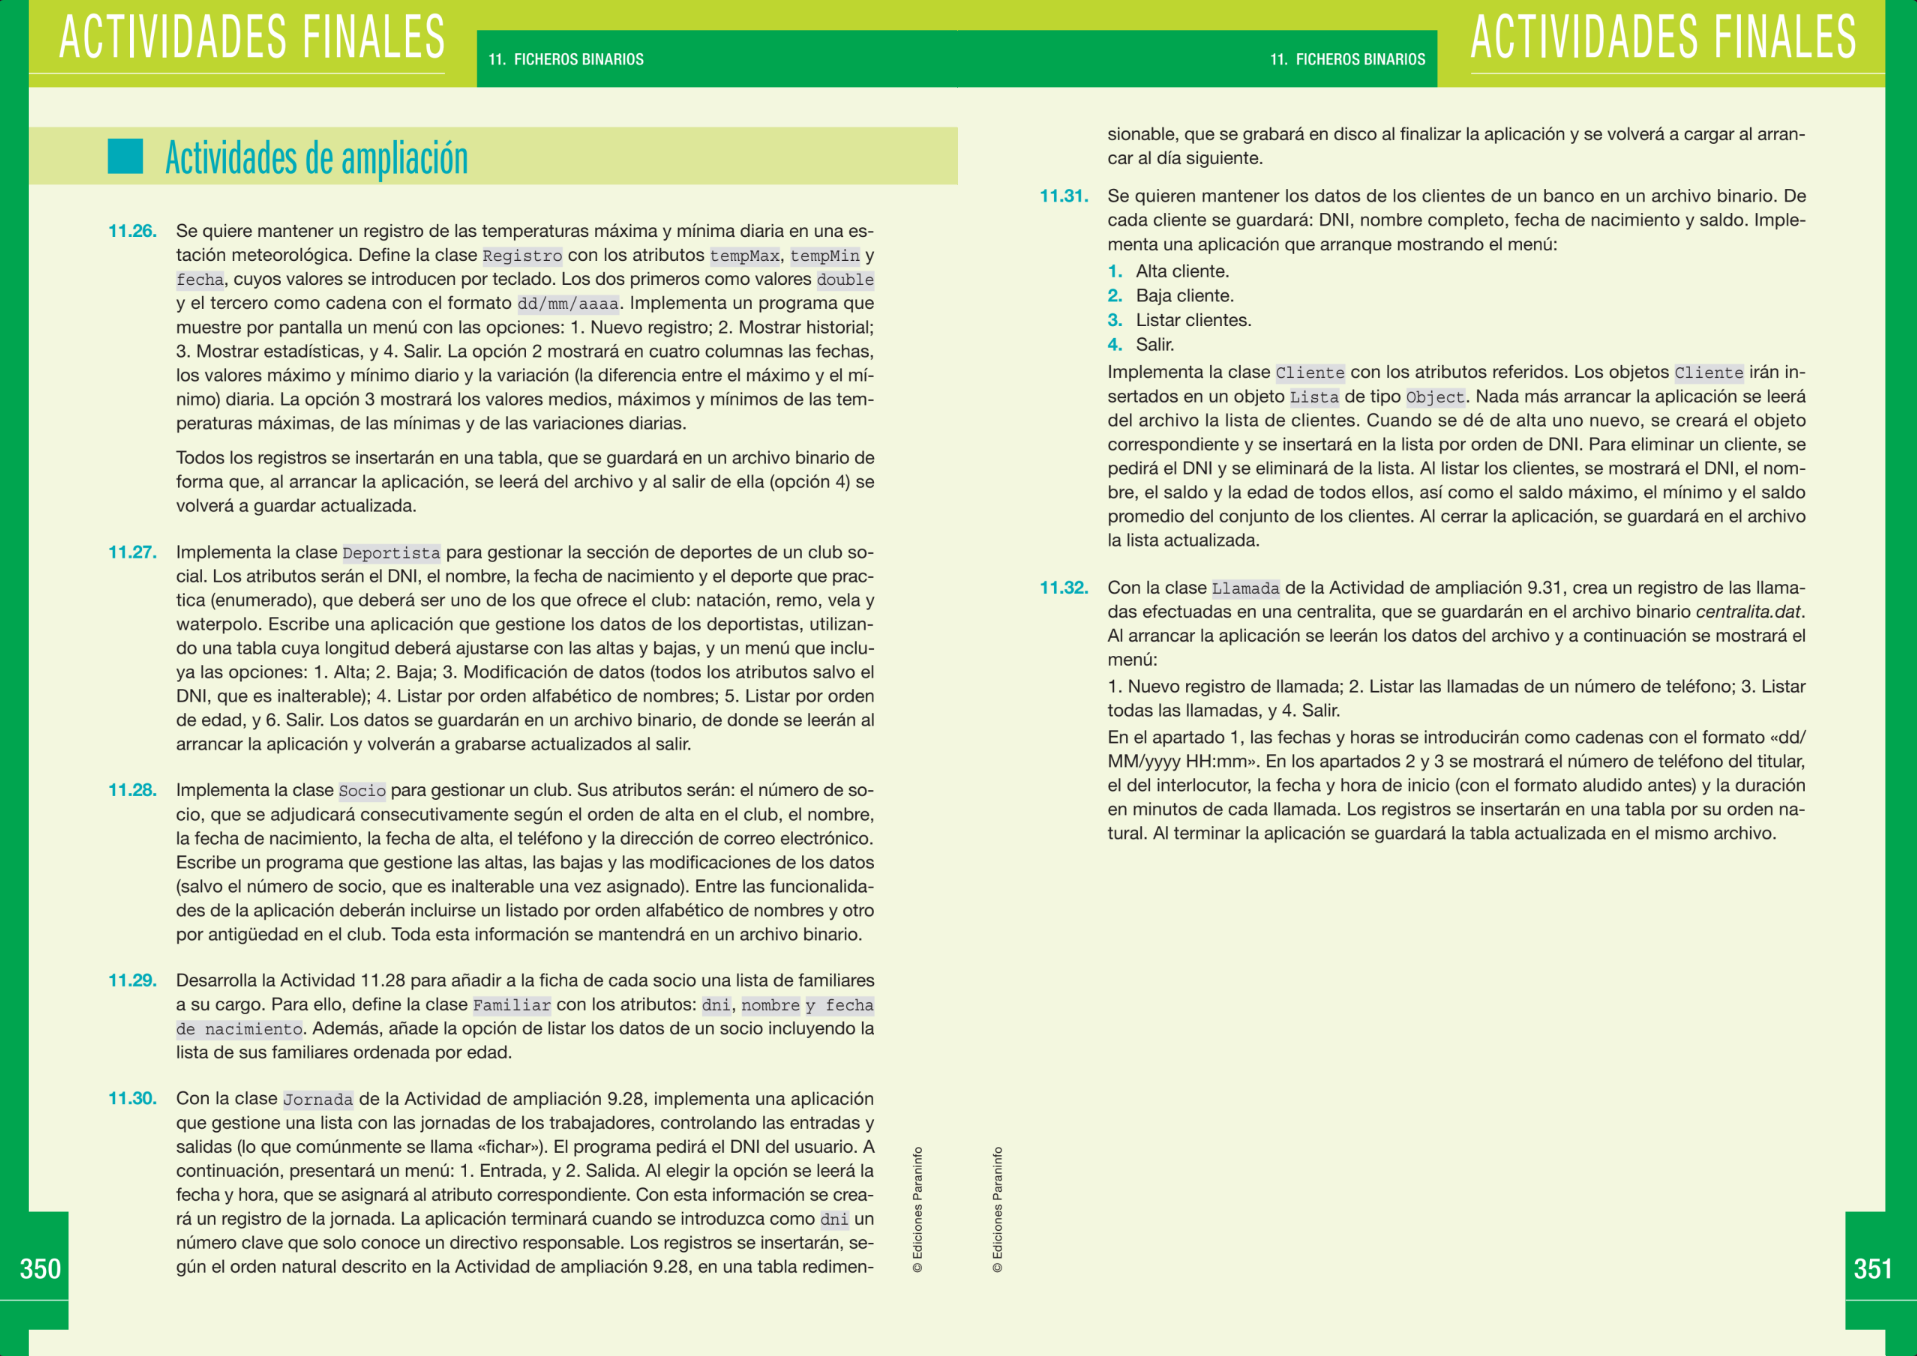 ACTIVIDADES FINALES
11. FICHEROS BINARIOS
Actividades de ampliación
11.26. Se quiere mantener un registro de las temperaturas máxima y mínima diaria en una es-
tación meteorológica. Define la clase Registro con los atributos tempMax, tempMin y
fecha, cuyos valores se introducen por teclado. Los dos primeros como valores double
y el tercero como cadena con el formato dd/mm/aaaa. Implementa un programa que
muestre por pantalla un menú con las opciones: 1. Nuevo registro; 2. Mostrar historial;
3. Mostrar estadísticas, y 4. Salir. La opción 2 mostrará en cuatro columnas las fechas,
los valores máximo y mínimo diario y la variación (la diferencia entre el máximo y el mí-
nimo) diaria. La opción 3 mostrará los valores medios, máximos y mínimos de las tem-
peraturas máximas, de las mínimas y de las variaciones diarias.
Todos los registros se insertarán en una tabla, que se guardará en un archivo binario de
forma que, al arrancar la aplicación, se leerá del archivo y al salir de ella (opción 4) se
volverá a guardar actualizada.
11.27. Implementa la clase Deportista para gestionar la sección de deportes de un club so-
cial. Los atributos serán el DNI, el nombre, la fecha de nacimiento y el deporte que prac-
tica (enumerado), que deberá ser uno de los que ofrece el club: natación, remo, vela y
waterpolo. Escribe una aplicación que gestione los datos de los deportistas, utilizan-
do una tabla cuya longitud deberá ajustarse con las altas y bajas, y un menú que inclu-
ya las opciones: 1. Alta; 2. Baja; 3. Modificación de datos (todos los atributos salvo el
DNI, que es inalterable); 4. Listar por orden alfabético de nombres; 5. Listar por orden
de edad, y 6. Salir. Los datos se guardarán en un archivo binario, de donde se leerán al
arrancar la aplicación y volverán a grabarse actualizados al salir.
11.28. Implementa la clase Socio para gestionar un club. Sus atributos serán: el número de so-
cio, que se adjudicará consecutivamente según el orden de alta en el club, el nombre,
la fecha de nacimiento, la fecha de alta, el teléfono y la dirección de correo electrónico.
Escribe un programa que gestione las altas, las bajas y las modificaciones de los datos
(salvo el número de socio, que es inalterable una vez asignado). Entre las funcionalida-
des de la aplicación deberán incluirse un listado por orden alfabético de nombres y otro
por antigüedad en el club. Toda esta información se mantendrá en un archivo binario.
11.29. Desarrolla la Actividad 11.28 para añadir a la ficha de cada socio una lista de familiares
a su cargo. Para ello, define la clase Familiar con los atributos: dni, nombre y fecha
de nacimiento. Además, añade la opción de listar los datos de un socio incluyendo la
lista de sus familiares ordenada por edad.
11.30. Con la clase Jornada de la Actividad de ampliación 9.28, implementa una aplicación
que gestione una lista con las jornadas de los trabajadores, controlando las entradas y
salidas (lo que comúnmente se llama «fichar»). El programa pedirá el DNI del usuario. A
continuación, presentará un menú: 1. Entrada, y 2. Salida. Al elegir la opción se leerá la
fecha y hora, que se asignará al atributo correspondiente. Con esta información se crea-
rá un registro de la jornada. La aplicación terminará cuando se introduzca como dni un
número clave que solo conoce un directivo responsable. Los registros se insertarán, se-
gún el orden natural descrito en la Actividad de ampliación 9.28, en una tabla redimen-
© Ediciones Paraninfo
350
11. FICHEROS BINARIOS
ACTIVIDADES FINALES
sionable, que se grabará en disco al finalizar la aplicación y se volverá a cargar al arran-
car al día siguiente.
11.31. Se quieren mantener los datos de los clientes de un banco en un archivo binario. De
cada cliente se guardará: DNI, nombre completo, fecha de nacimiento y saldo. Imple-
menta una aplicación que arranque mostrando el menú:
1. Alta cliente.
2. Baja cliente.
3. Listar clientes.
4. Salir.
Implementa la clase Cliente con los atributos referidos. Los objetos Cliente irán in-
sertados en un objeto Lista de tipo Object. Nada más arrancar la aplicación se leerá
del archivo la lista de clientes. Cuando se dé de alta uno nuevo, se creará el objeto
correspondiente y se insertará en la lista por orden de DNI. Para eliminar un cliente, se
pedirá el DNI y se eliminará de la lista. Al listar los clientes, se mostrará el DNI, el nom-
bre, el saldo y la edad de todos ellos, así como el saldo máximo, el mínimo y el saldo
promedio del conjunto de los clientes. Al cerrar la aplicación, se guardará en el archivo
la lista actualizada.
11.32. Con la clase Llamada de la Actividad de ampliación 9.31, crea un registro de las llama-
das efectuadas en una centralita, que se guardarán en el archivo binario centralita.dat.
Al arrancar la aplicación se leerán los datos del archivo y a continuación se mostrará el
menú:
1. Nuevo registro de llamada; 2. Listar las llamadas de un número de teléfono; 3. Listar
todas las llamadas, y 4. Salir.
En el apartado 1, las fechas y horas se introducirán como cadenas con el formato «dd/
MM/yyyy HH:mm». En los apartados 2 y 3 se mostrará el número de teléfono del titular,
el del interlocutor, la fecha y hora de inicio (con el formato aludido antes) y la duración
en minutos de cada llamada. Los registros se insertarán en una tabla por su orden na-
tural. Al terminar la aplicación se guardará la tabla actualizada en el mismo archivo.
© Ediciones Paraninfo
351